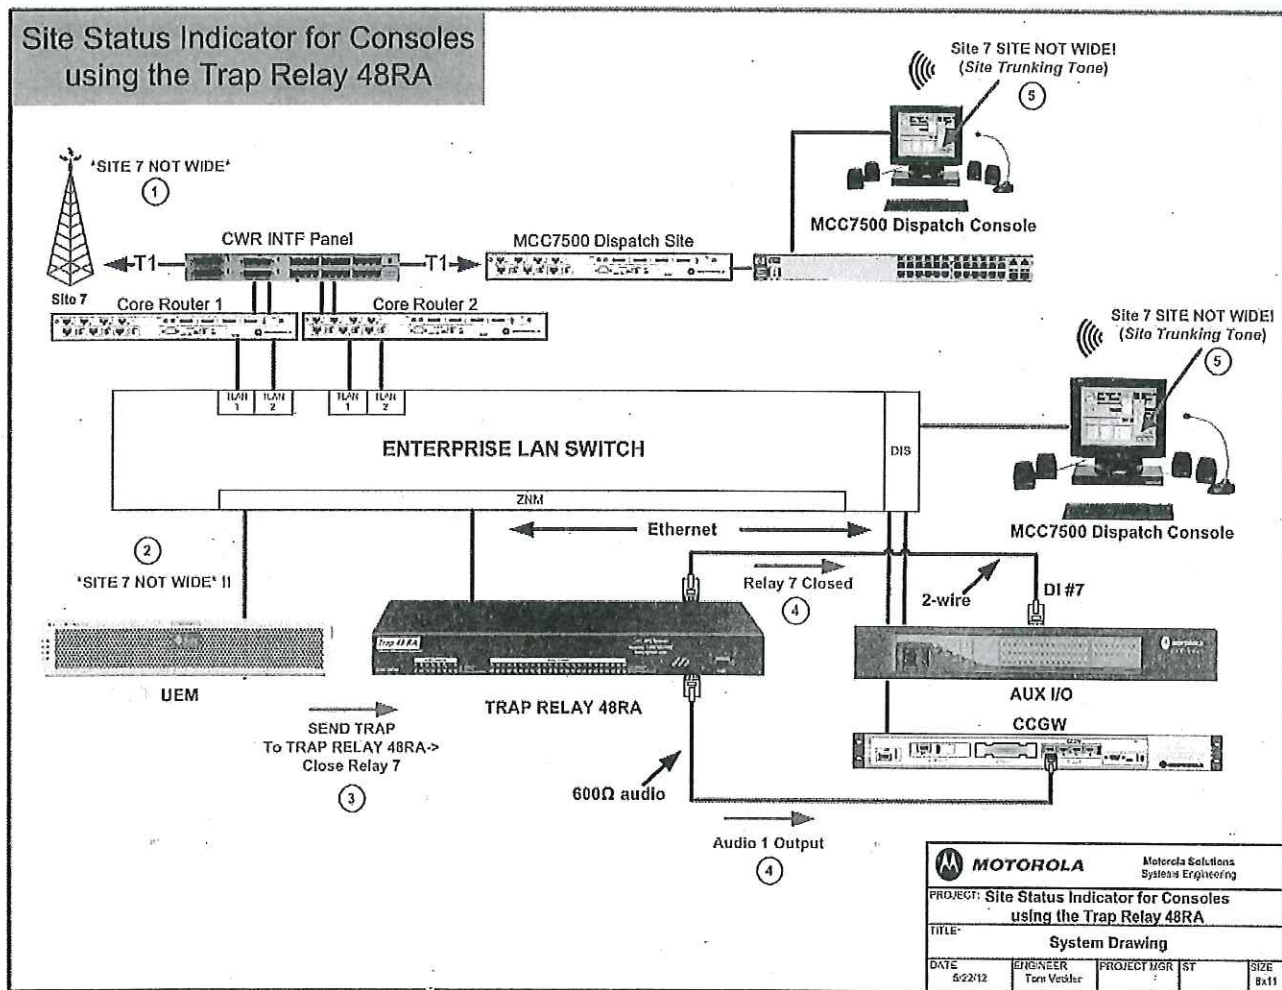 Site Status Indicator for Consoles
using the Trap Relay 48RA
Site 7 SITE NOT WIDE!
(Site Trunking Tone)
5
*SITE 7 NOT WIDE*
1
MCC7500 Dispatch Console
CWR INTF Panel
MCC7500 Dispatch Site
T1
T1
Site 7
Core Router 1
Core Router 2
Site 7 SITE NOT WIDE!
(Site Trunking Tone)
5
TLAN
1
TLAN
2
TLAN
1
TLAN
2
ENTERPRISE LAN SWITCH
DIS
ZNM
Ethernet
MCC7500 Dispatch Console
2
*SITE 7 NOT WIDE* !!
Relay 7 Closed
4
2-wire
DI #7
Trap 48 RA
MOTOROLA
UEM
TRAP RELAY 48RA
AUX I/O
CCGW
SEND TRAP
To TRAP RELAY 48RA->
Close Relay 7
3
600Ω audio
MOTOROLA
Audio 1 Output
4
MOTOROLA
Motorola Solutions
Systems Engineering
PROJECT: Site Status Indicator for Consoles
using the Trap Relay 48RA
TITLE
System Drawing
DATE
5/22/12
ENGINEER
Tom
PROJECT MGR
ST
SIZE
8x11